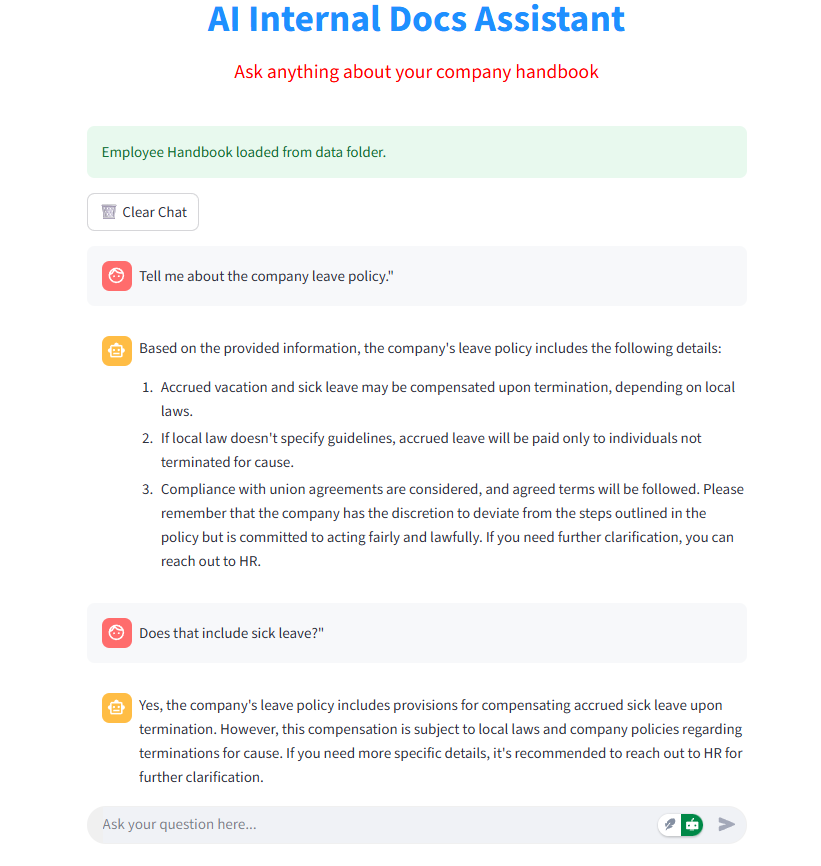 AI Internal Docs Assistant
Ask anything about your company handbook
Employee Handbook loaded from data folder.
Clear Chat
Tell me about the company leave policy."
Based on the provided information, the company's leave policy includes the following details:
1. Accrued vacation and sick leave may be compensated upon termination, depending on local
laws.
2. If local law doesn't specify guidelines, accrued leave will be paid only to individuals not
terminated for cause.
3. Compliance with union agreements are considered, and agreed terms will be followed. Please
remember that the company has the discretion to deviate from the steps outlined in the
policy but is committed to acting fairly and lawfully. If you need further clarification, you can
reach out to HR.
Does that include sick leave?"
Yes, the company's leave policy includes provisions for compensating accrued sick leave upon
termination. However, this compensation is subject to local laws and company policies regarding
terminations for cause. If you need more specific details, it's recommended to reach out to HR for
further clarification.
Ask your question here...